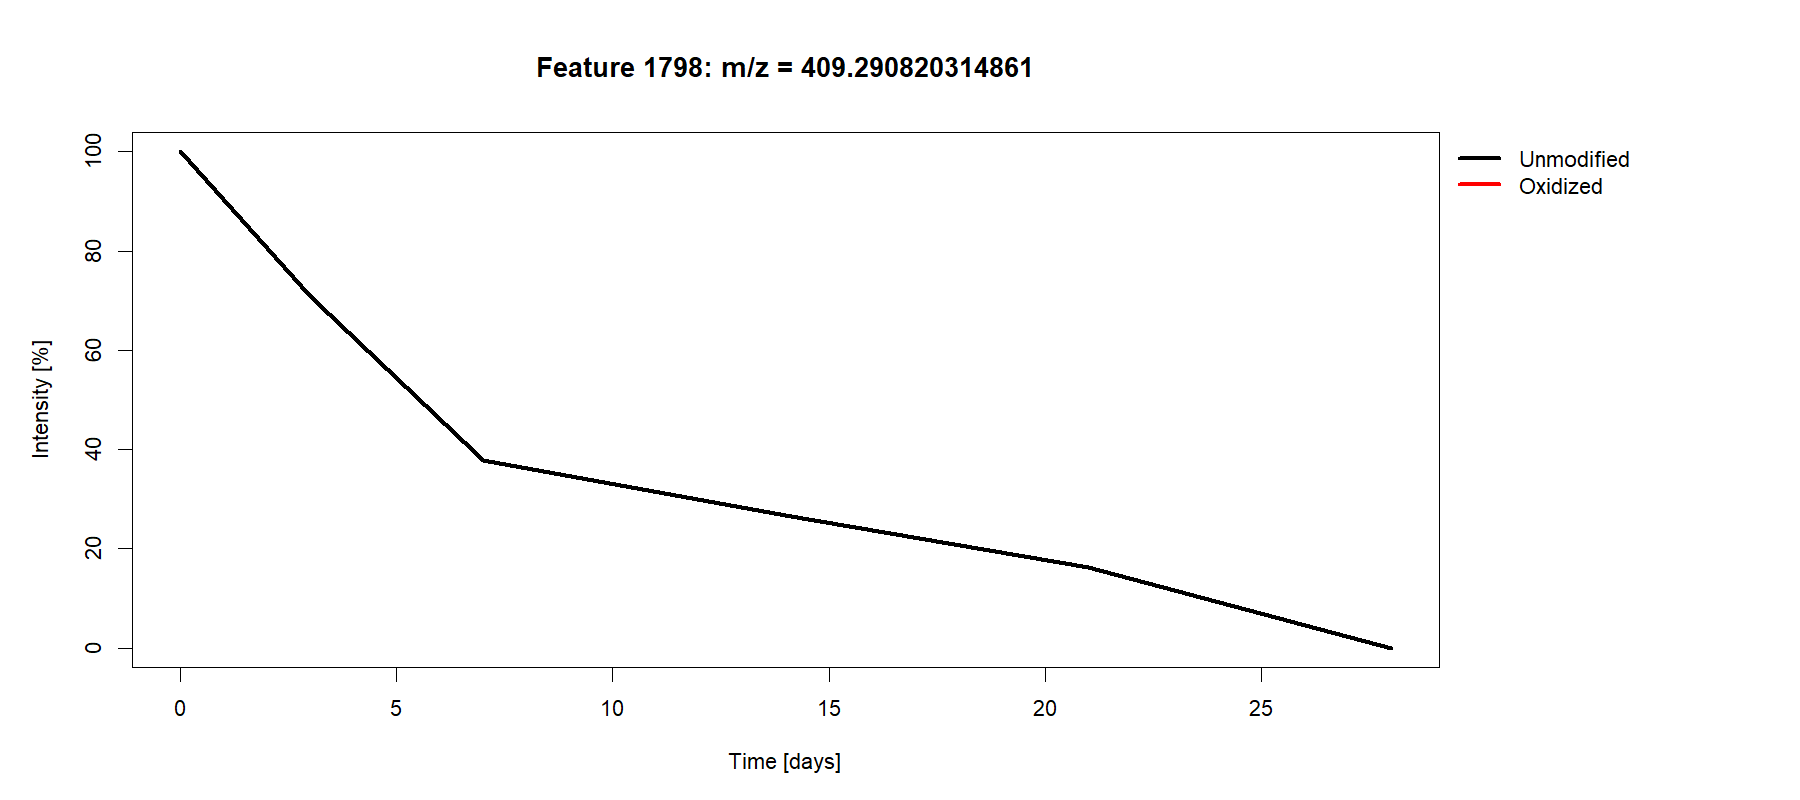 Feature 1798: m/z = 409.290820314861
Unmodified
Oxidized
Intensity [%]
100
80
60
40
20
0
0 5 10 15 20 25
Time [days]